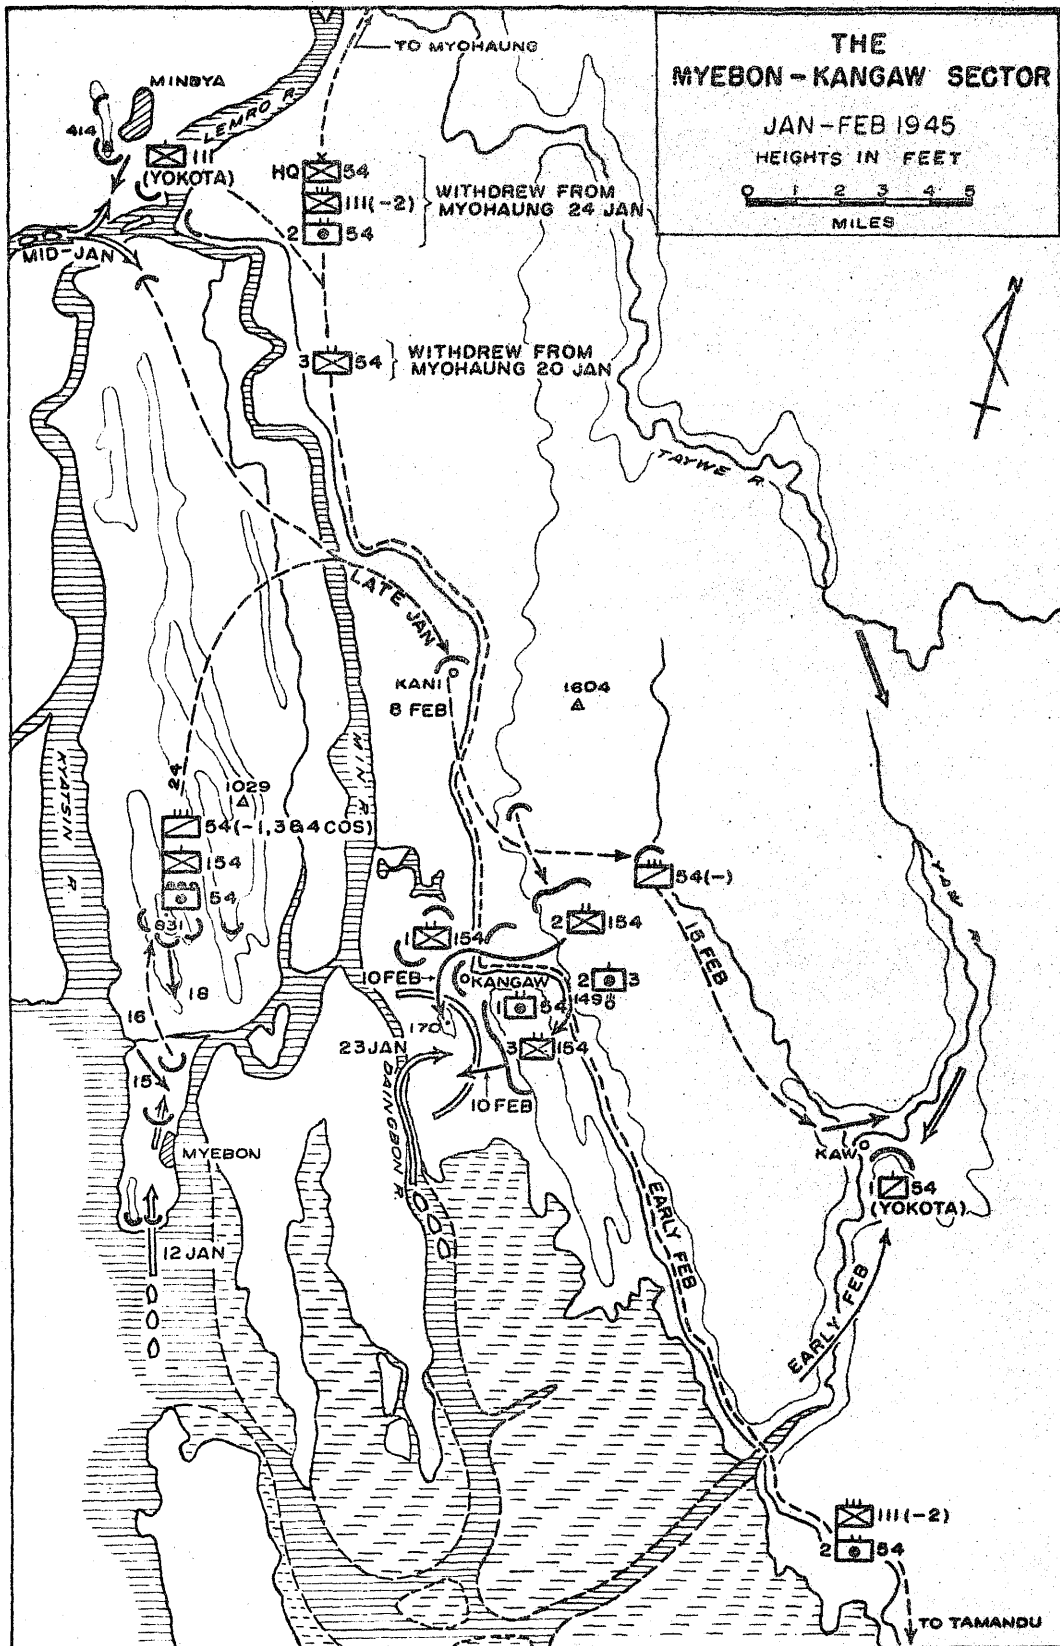 THE
MYEBON-KANGAW SECTOR
JAN-FEB 1945
HEIGHTS IN FEET
0 1 2 3 4 5
MILES
N
TO MYOHAUNG
MINBYA
LEMRO R.
414
111
(YOKOTA)
HQ 54
111(-2)
2 54
WITHDREW FROM
MYOHAUNG 24 JAN
MID-JAN
3 54
WITHDREW FROM
MYOHAUNG 20 JAN
TAYWE R.
LATE JAN
KANI
8 FEB
1604
MIN R.
KYATSIN R.
24
1029
54(-1,3&4 COS)
154
54
831
18
16
15
MYEBON
12 JAN
54(-)
15 FEB
YAW R.
1 154
2 154
10 FEB
KANGAW
2 3
149
1 54
170
3 154
23 JAN
10 FEB
DAINGBON R.
KAW
1 54
(YOKOTA)
EARLY FEB
EARLY FEB
111(-2)
2 54
TO TAMANDU